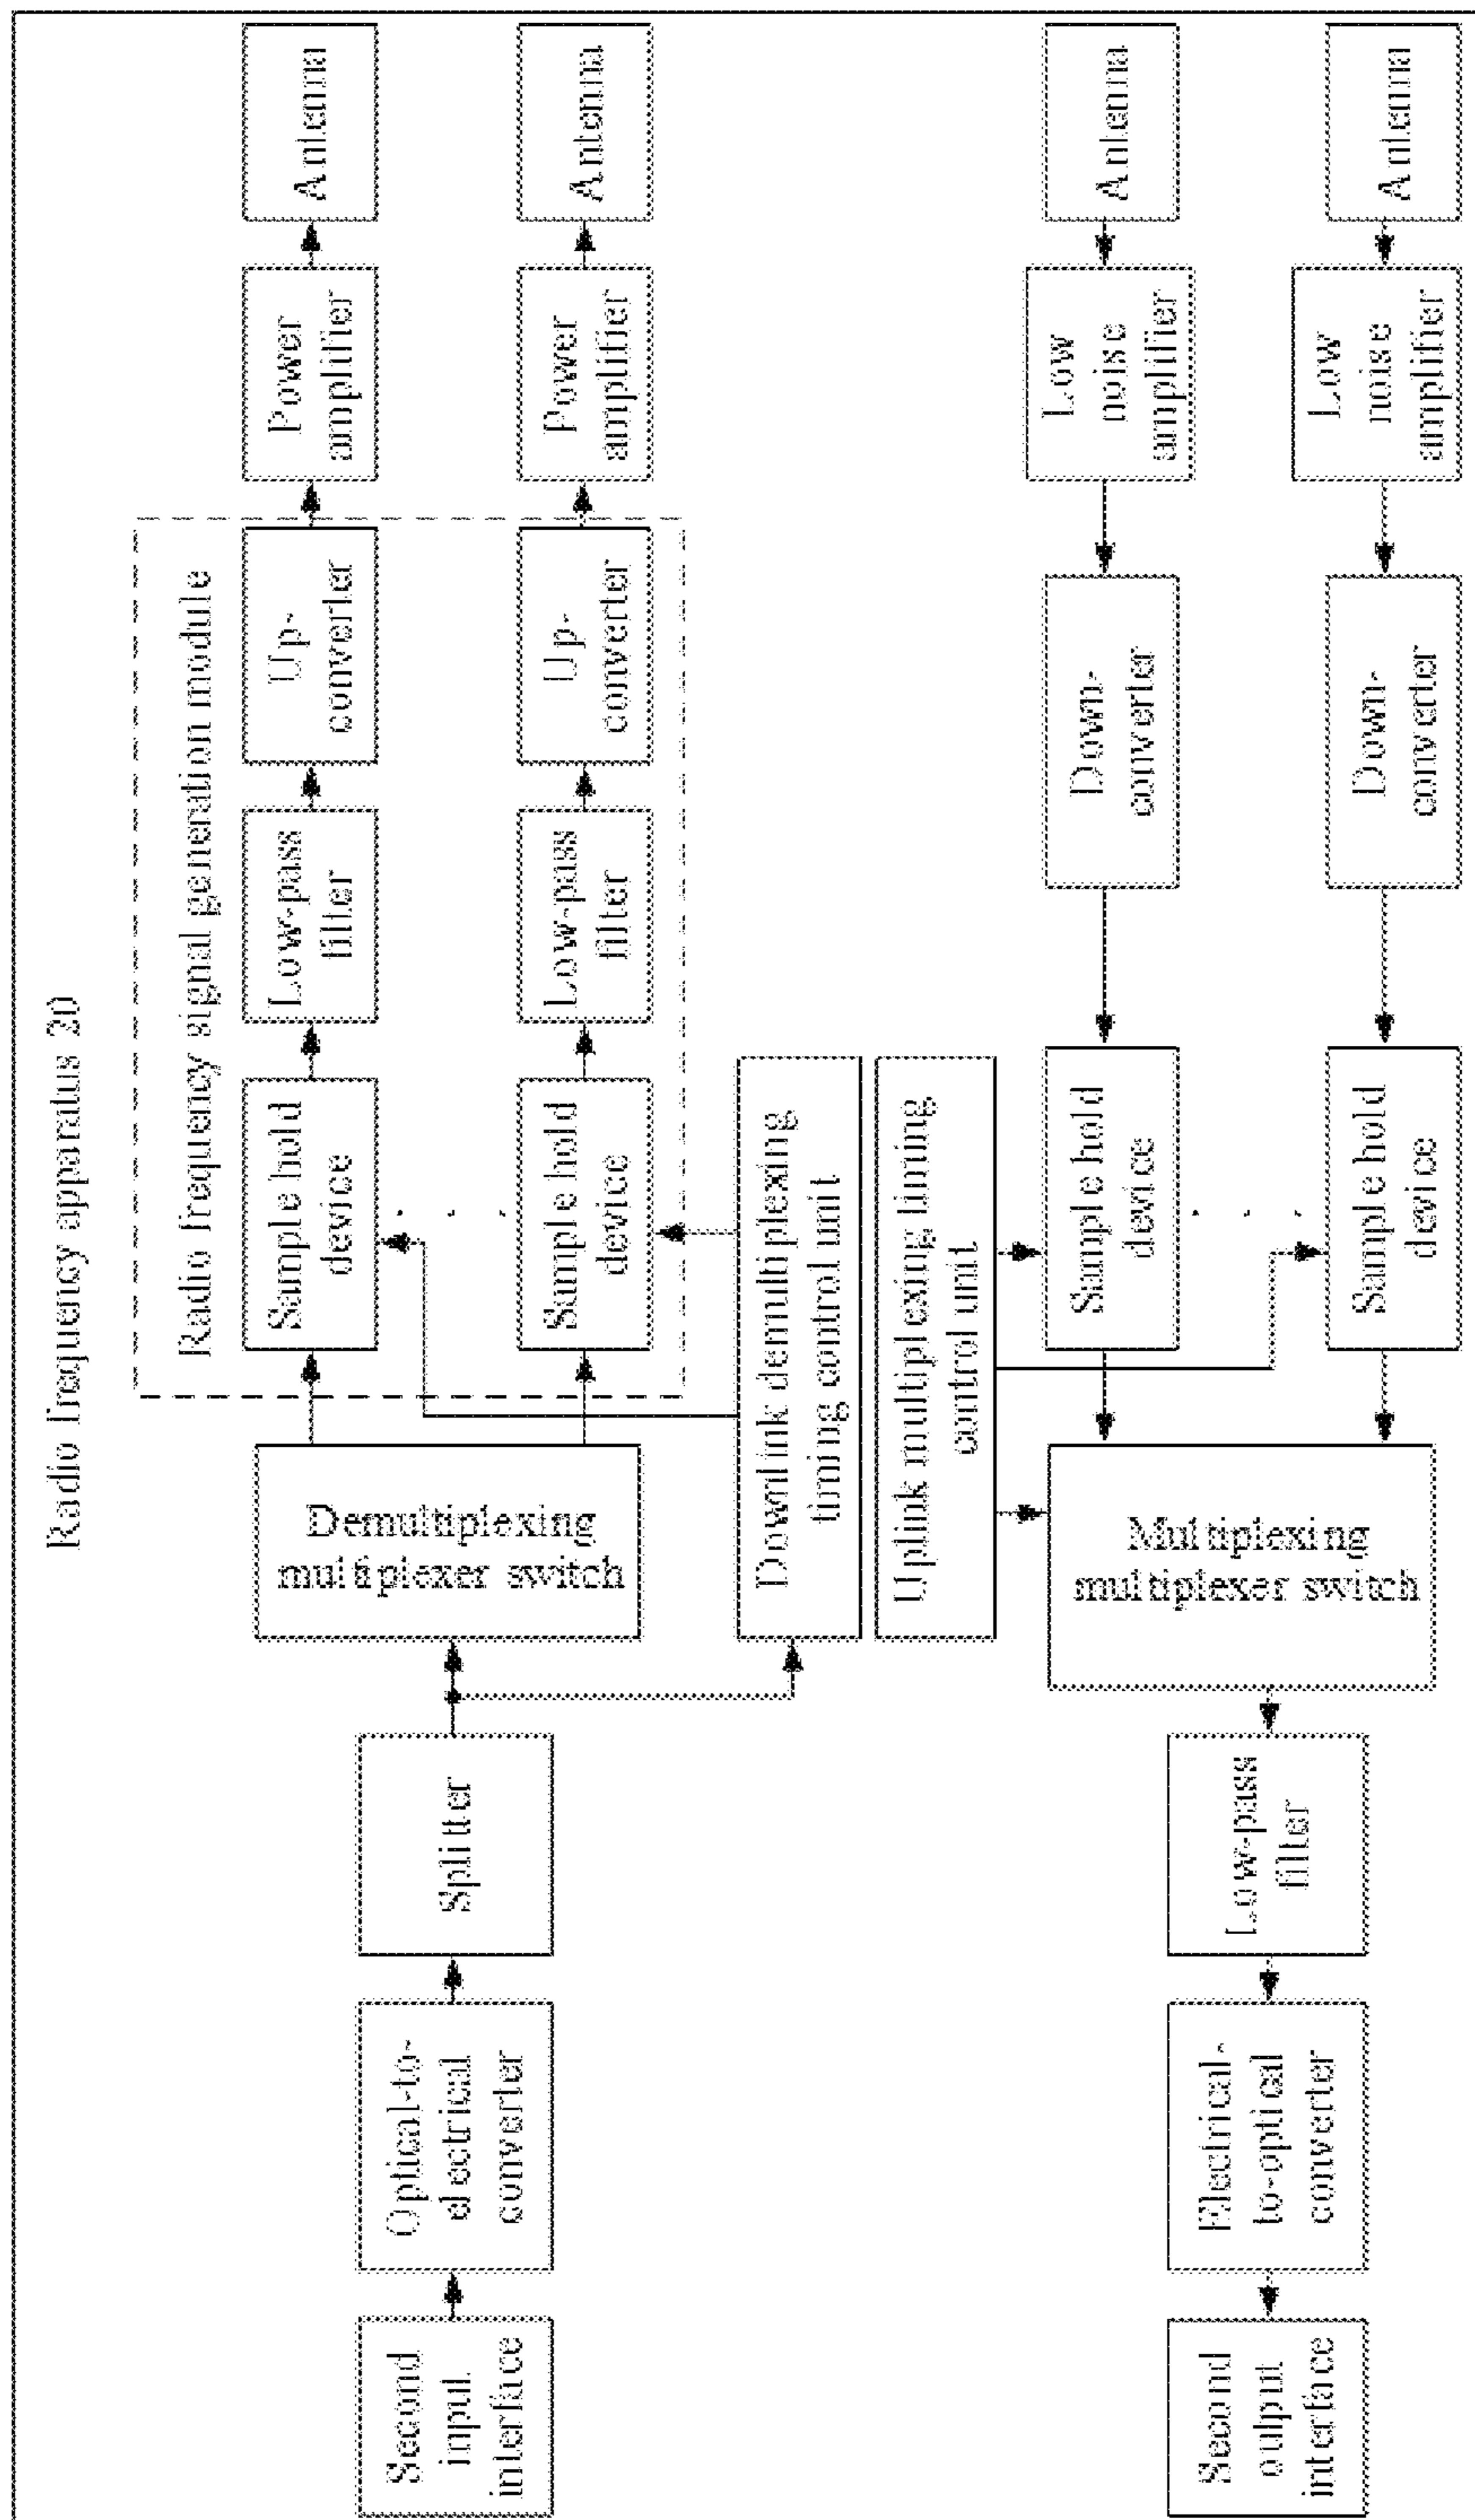 Radio frequency apparatus 20
Radio frequency signal generation module
Second
input
interface
Optical-to-
electrical
converter
Splitter
Demultiplexing
multiplexer switch
Sample hold
device
Low-pass
filter
Up-
converter
Power
amplifier
Antenna
Sample hold
device
Low-pass
filter
Up-
converter
Power
amplifier
Antenna
Downlink demultiplexing
timing control unit
Uplink multiplexing timing
control unit
Second
output
interface
Electrical-
to-optical
converter
Low-pass
filter
Multiplexing
multiplexer switch
Sample hold
device
Down-
converter
Low
noise
amplifier
Antenna
Sample hold
device
Down-
converter
Low
noise
amplifier
Antenna